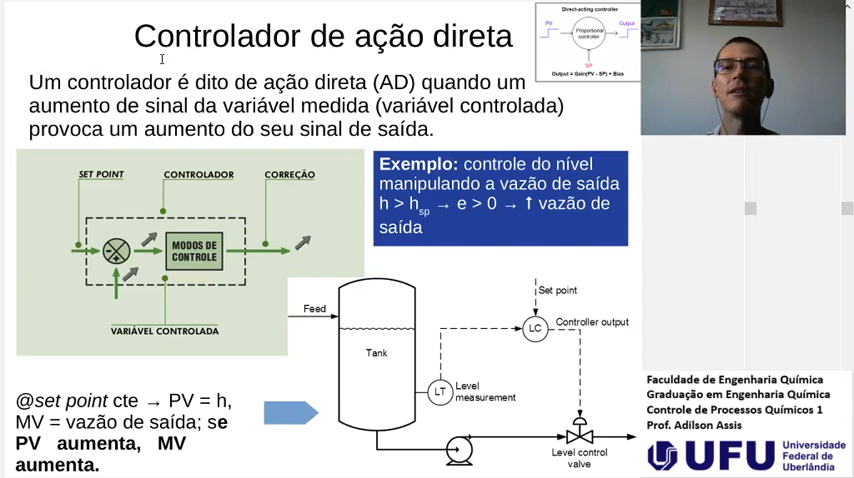 Controlador de ação direta
Direct-acting controller
PV
Output
Proportional
controller
SP
Output = Gain(PV - SP) + Bias
Um controlador é dito de ação direta (AD) quando um
aumento de sinal da variável medida (variável controlada)
provoca um aumento do seu sinal de saída.
SET POINT
CONTROLADOR
CORREÇÃO
MODOS DE
CONTROLE
VARIÁVEL CONTROLADA
Exemplo: controle do nível
manipulando a vazão de saída
h > hsp → e > 0 → ↑ vazão de
saída
Feed
Tank
Set point
LC
Controller output
LT
Level
measurement
Level control
valve
@set point cte → PV = h,
MV = vazão de saída; se
PV aumenta, MV
aumenta.
Faculdade de Engenharia Química
Graduação em Engenharia Química
Controle de Processos Químicos 1
Prof. Adilson Assis
UFU
Universidade
Federal de
Uberlândia